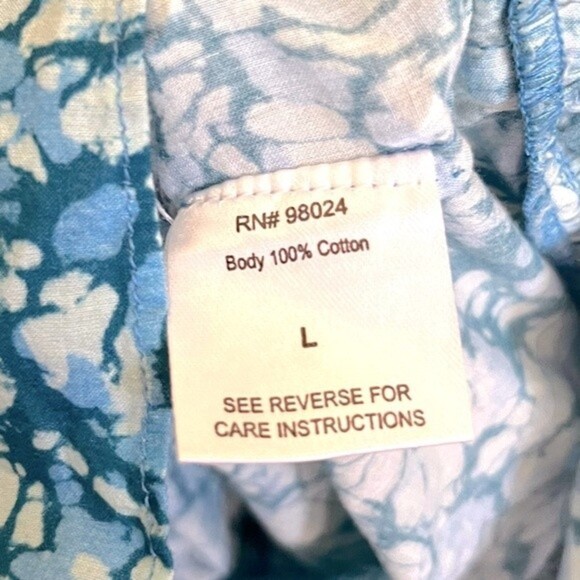 RN# 98024
Body 100% Cotton
L
SEE REVERSE FOR
CARE INSTRUCTIONS